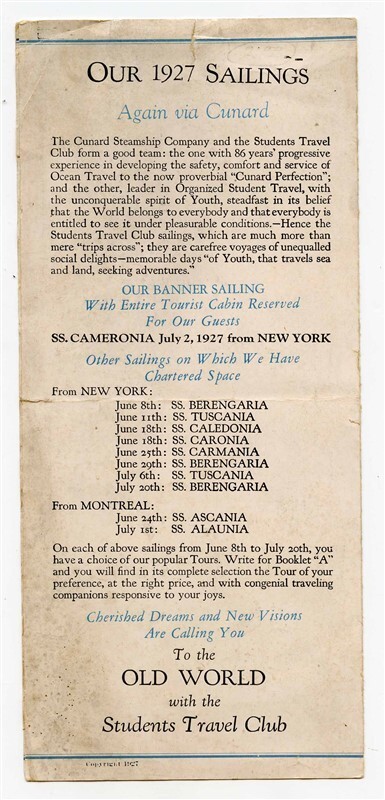 OUR 1927 SAILINGS
Again via Cunard
The Cunard Steamship Company and the Students Travel
Club form a good team: the one with 86 years' progressive
experience in developing the safety, comfort and service of
Ocean Travel to the now proverbial "Cunard Perfection";
and the other, leader in Organized Student Travel, with
the unconquerable spirit of Youth, steadfast in its belief
that the World belongs to everybody and that everybody is
entitled to see it under pleasurable conditions.—Hence the
Students Travel Club sailings, which are much more than
mere "trips across"; they are carefree voyages of unequalled
social delights—memorable days "of Youth, that travels sea
and land, seeking adventures."
OUR BANNER SAILING
With Entire Tourist Cabin Reserved
For Our Guests
SS. CAMERONIA July 2, 1927 from NEW YORK
Other Sailings on Which We Have
Chartered Space
From NEW YORK:
June 8th: SS. BERENGARIA
June 11th: SS. TUSCANIA
June 18th: SS. CALEDONIA
June 18th: SS. CARONIA
June 25th: SS. CARMANIA
June 29th: SS. BERENGARIA
July 6th: SS. TUSCANIA
July 20th: SS. BERENGARIA
From MONTREAL:
June 24th: SS. ASCANIA
July 1st: SS. ALAUNIA
On each of above sailings from June 8th to July 20th, you
have a choice of our popular Tours. Write for Booklet "A"
and you will find in its complete selection the Tour of your
preference, at the right price, and with congenial traveling
companions responsive to your joys.
Cherished Dreams and New Visions
Are Calling You
To the
OLD WORLD
with the
Students Travel Club
COPYRIGHT 1927